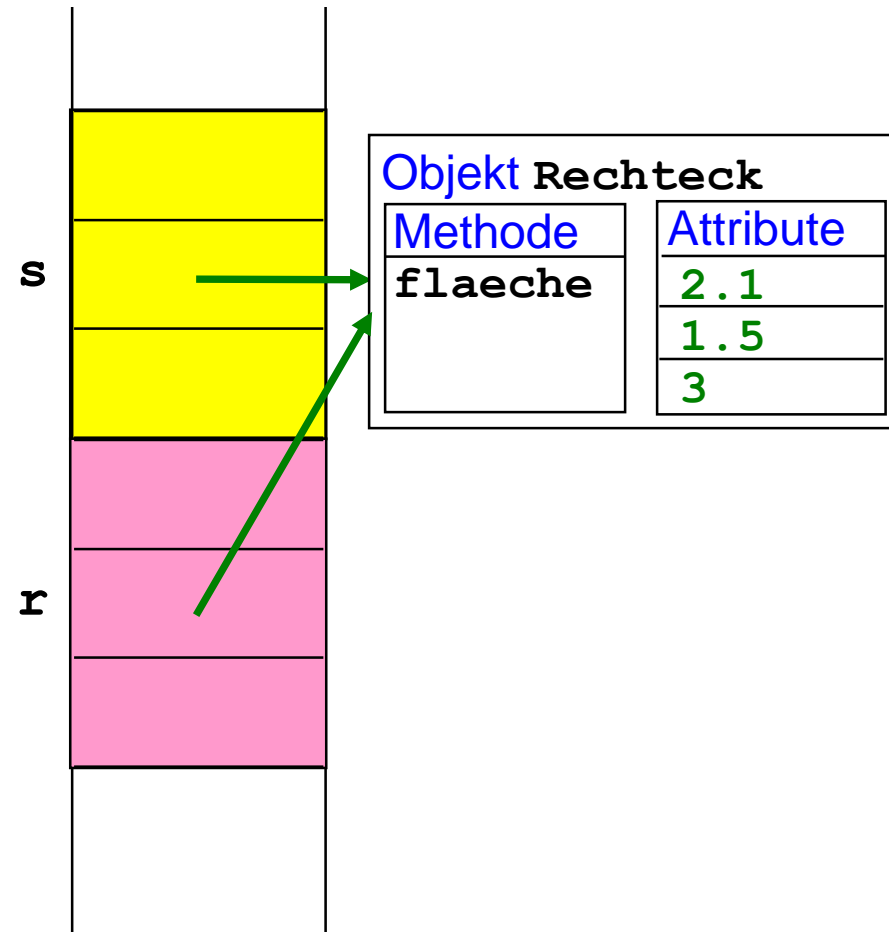 Objekt Rechteck
Methode
flaeche
Attribute
2.1
1.5
3
s
r